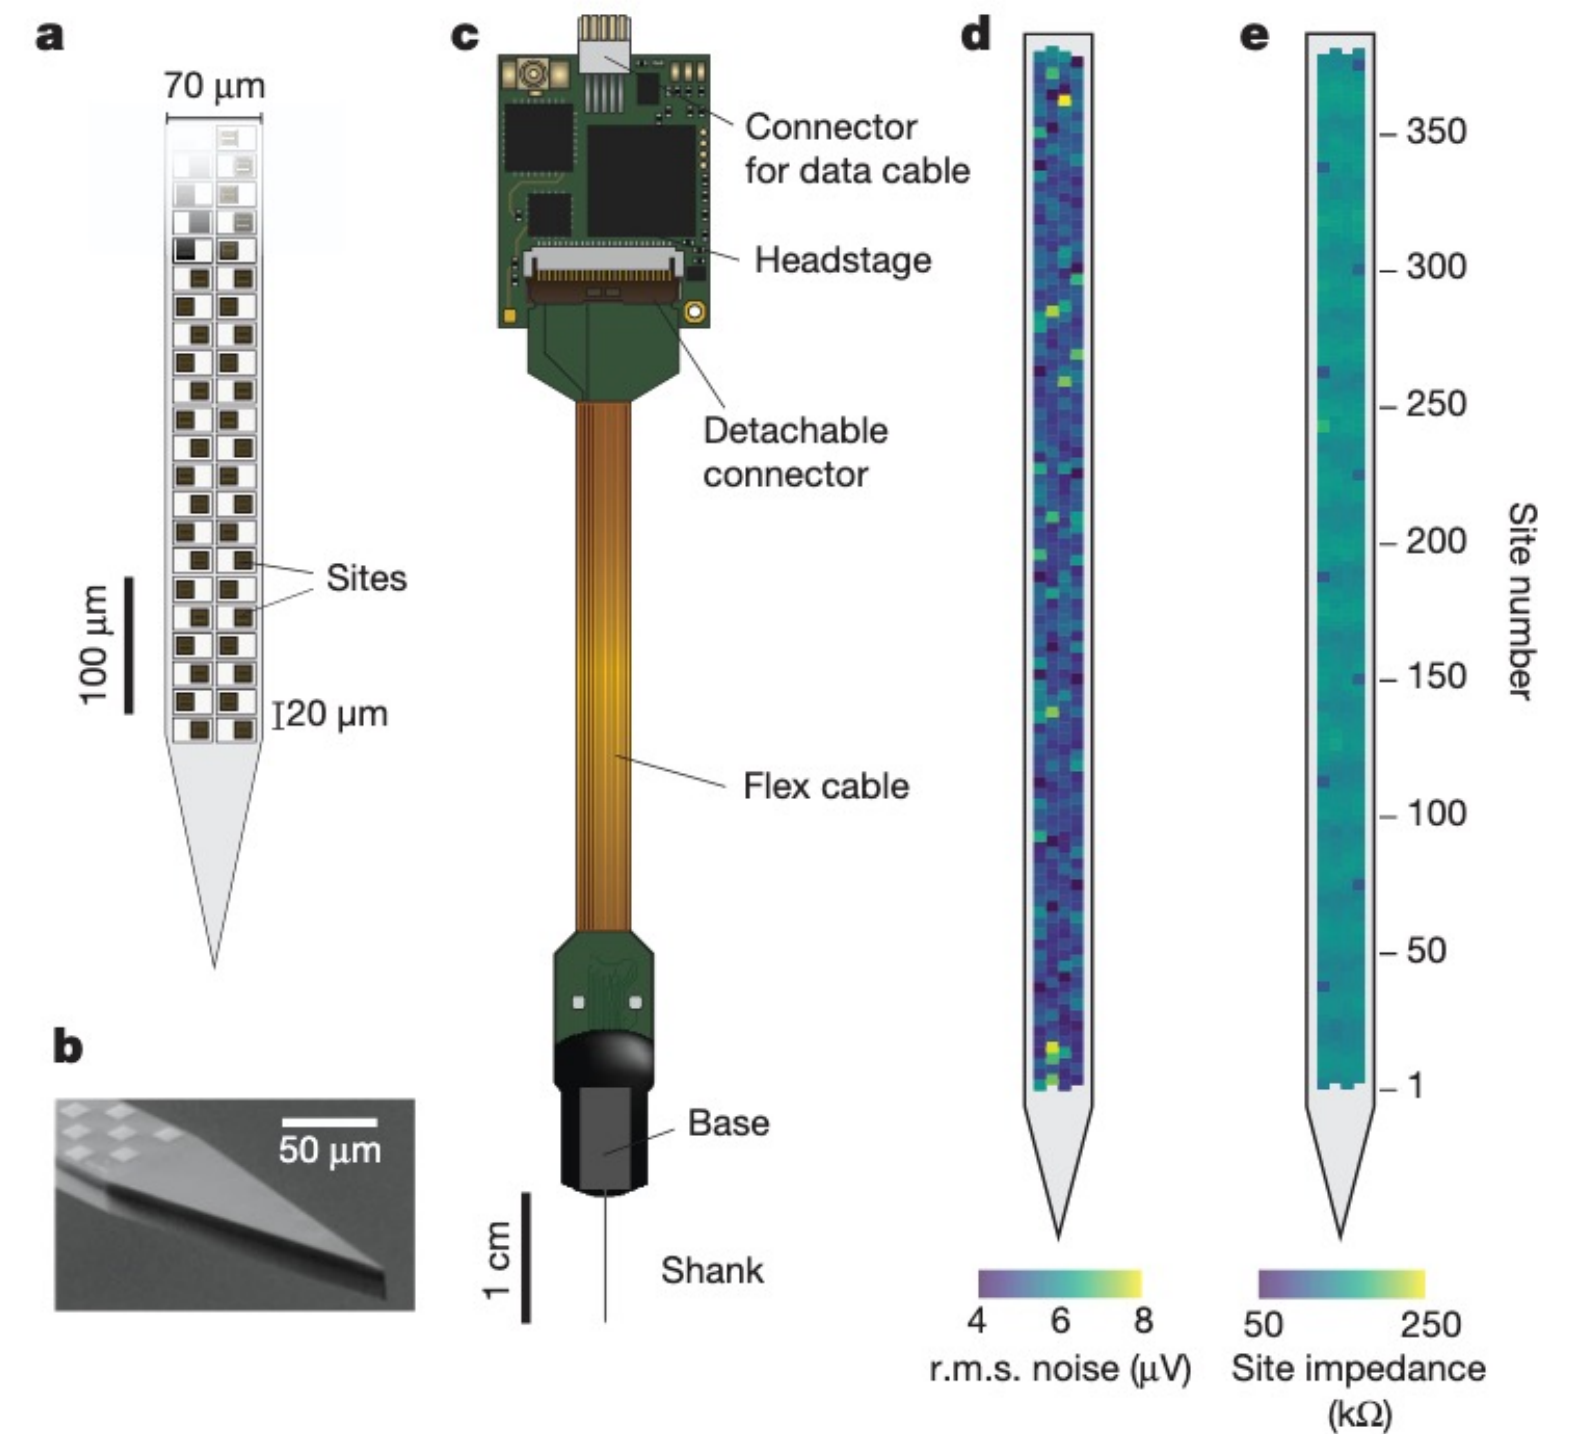 a
70 μm
Sites
100 μm
20 μm
b
50 μm
c
Connector
for data cable
Headstage
Detachable
connector
Flex cable
Base
1 cm
Shank
d
4 6 8
r.m.s. noise (μV)
e
350
300
250
200
150
100
50
1
Site number
50 250
Site impedance
(kΩ)